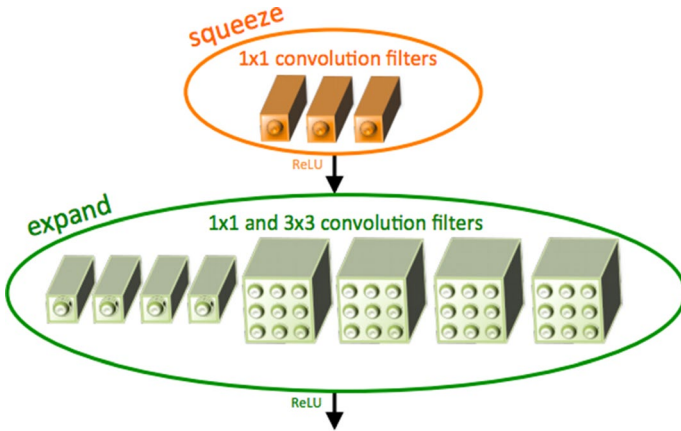 squeeze
1x1 convolution filters
ReLU
expand
1x1 and 3x3 convolution filters
ReLU